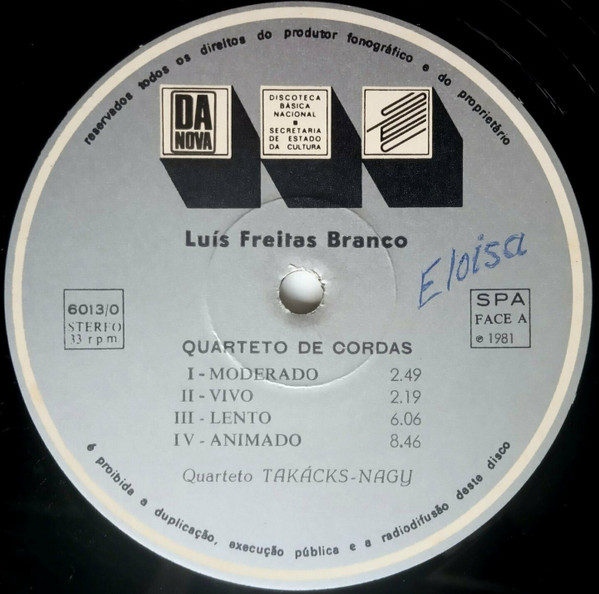 reservados todos os direitos do produtor fonográfico e do proprietário
DA
NOVA
DISCOTECA
BÁSICA
NACIONAL
■
SECRETARIA
DE ESTADO
DA CULTURA
Luís Freitas Branco
Eloisa
6013/O
STEREO
33 rpm
SPA
FACE A
℗ 1981
QUARTETO DE CORDAS
I - MODERADO 2.49
II - VIVO 2.19
III - LENTO 6.06
IV - ANIMADO 8.46
Quarteto TAKÁCKS-NAGY
é proibida a duplicação, execução pública e a radiodifusão deste disco